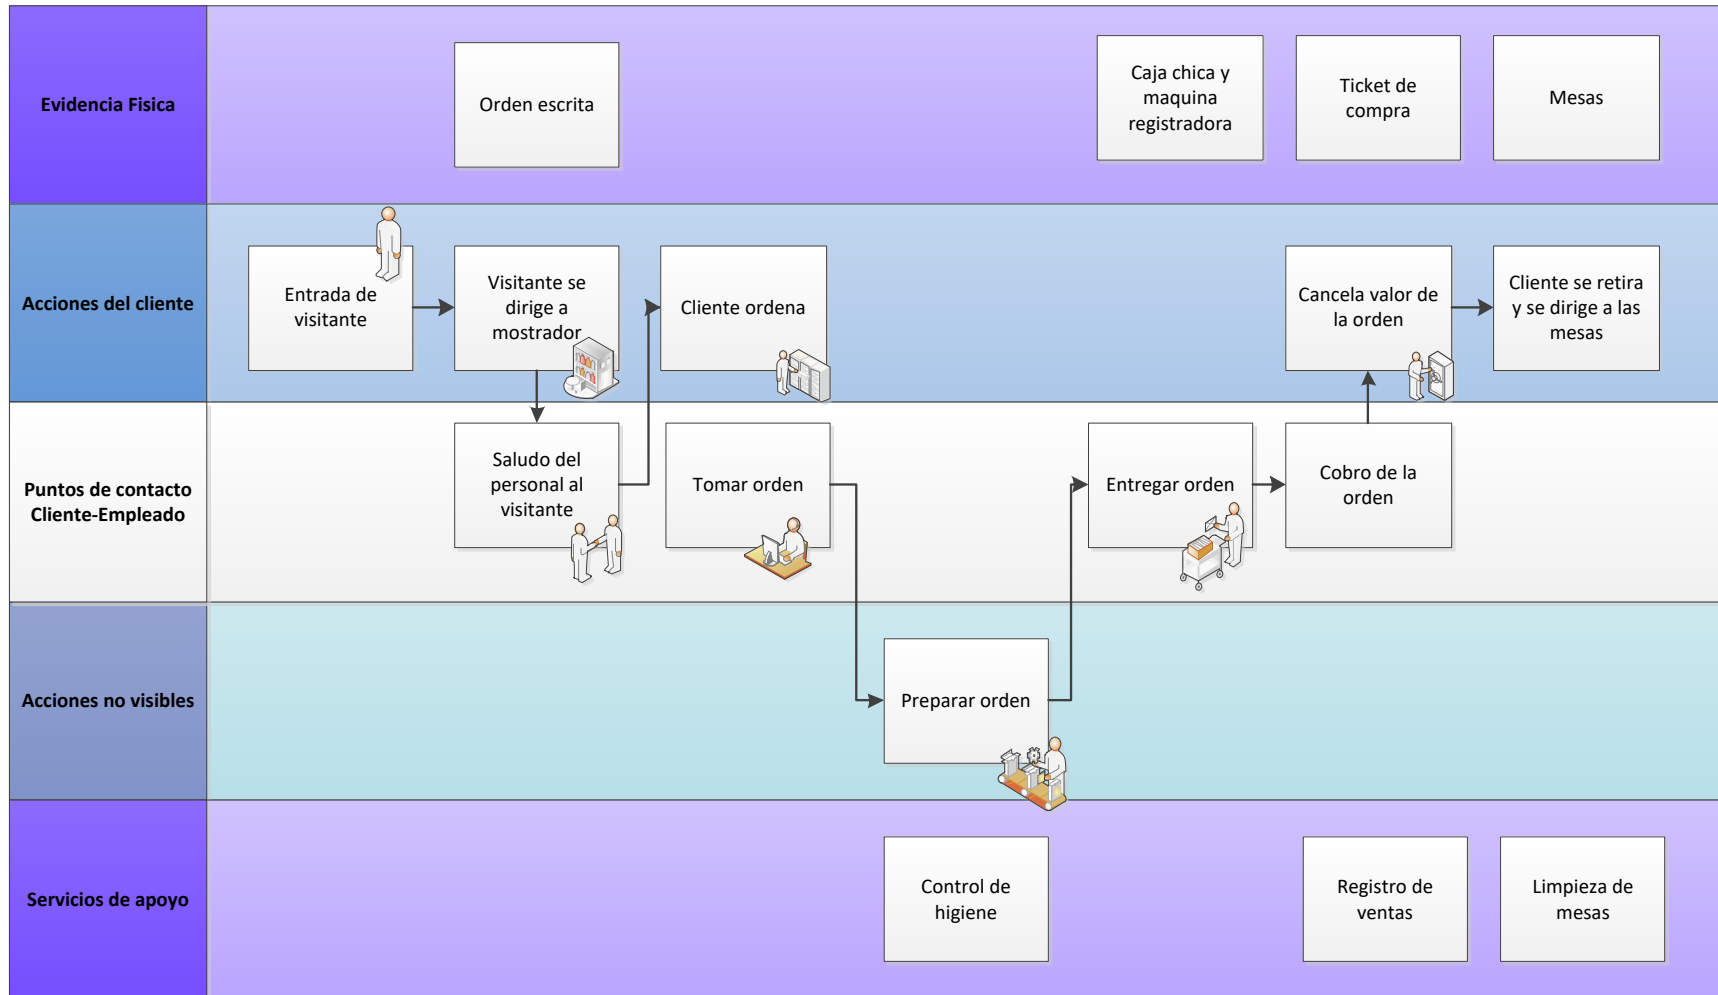 Evidencia Fisica
Orden escrita
Caja chica y
maquina
registradora
Ticket de
compra
Mesas
Acciones del cliente
Entrada de
visitante
Visitante se
dirige a
mostrador
Cliente ordena
Cancela valor de
la orden
Cliente se retira
y se dirige a las
mesas
Puntos de contacto
Cliente-Empleado
Saludo del
personal al
visitante
Tomar orden
Entregar orden
Cobro de la
orden
Acciones no visibles
Preparar orden
Servicios de apoyo
Control de
higiene
Registro de
ventas
Limpieza de
mesas